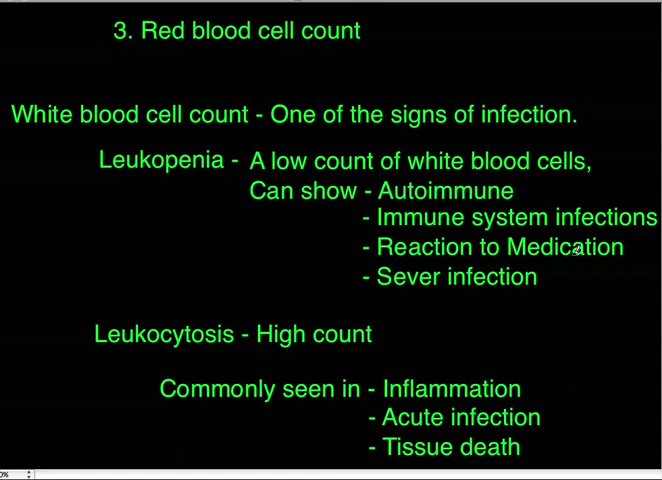 3. Red blood cell count
White blood cell count - One of the signs of infection.
Leukopenia - A low count of white blood cells,
Can show - Autoimmune
- Immune system infections
- Reaction to Medication
- Sever infection
Leukocytosis - High count
Commonly seen in - Inflammation
- Acute infection
- Tissue death
0%